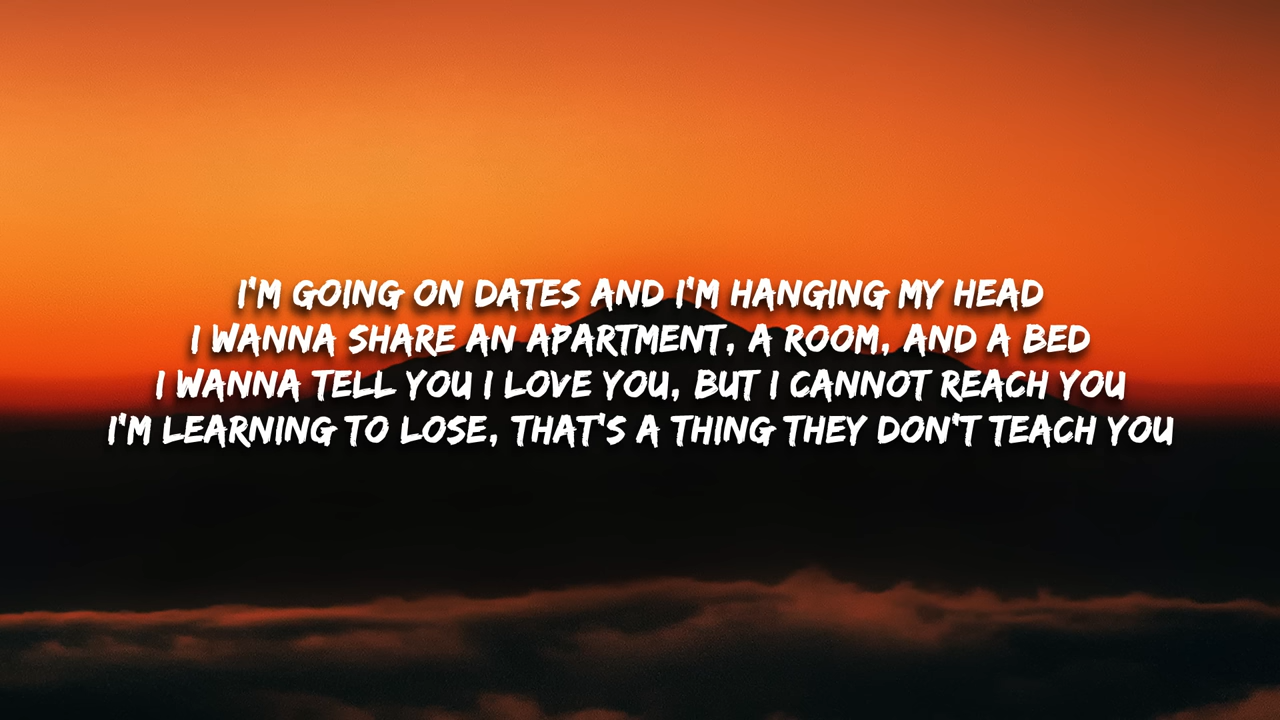 I'M GOING ON DATES AND I'M HANGING MY HEAD
I WANNA SHARE AN APARTMENT, A ROOM, AND A BED
I WANNA TELL YOU I LOVE YOU, BUT I CANNOT REACH YOU
I'M LEARNING TO LOSE, THAT'S A THING THEY DON'T TEACH YOU